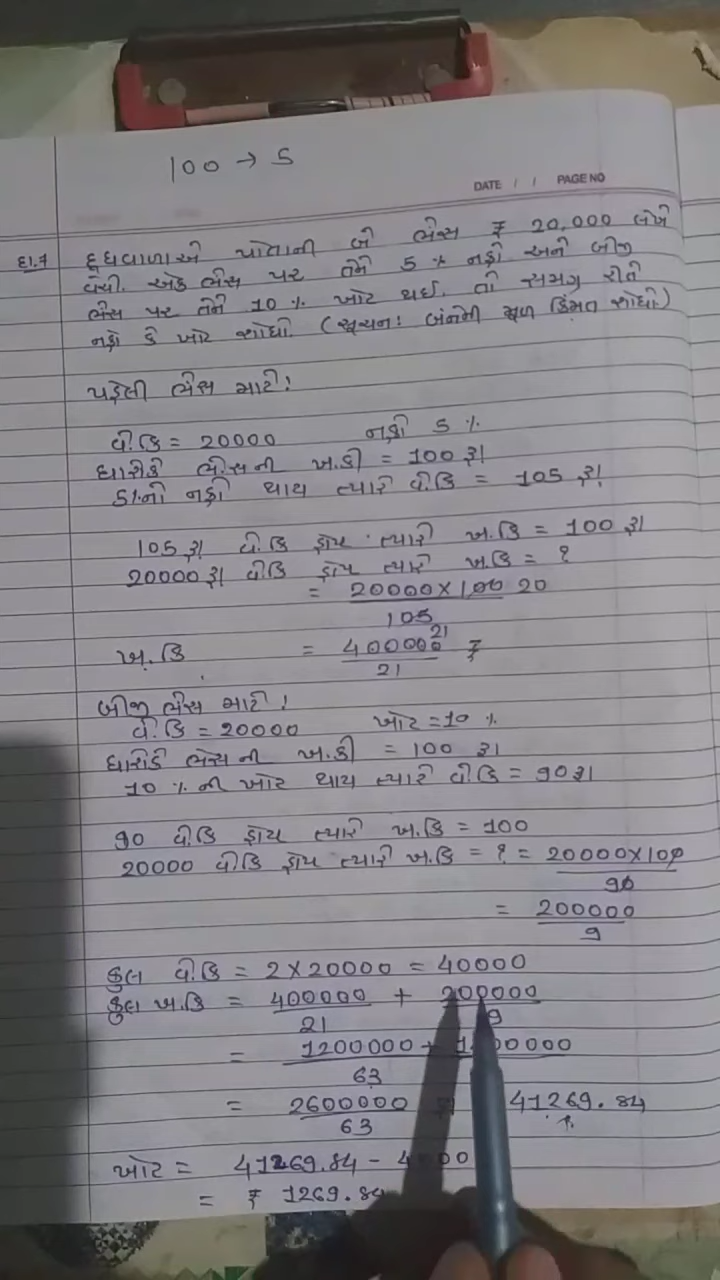 100 → 5
DATE / / PAGE NO
દા.7 દૂધવાળાએ પોતાની બે ભેંસ ₹ 20,000 લેખે
વેચી. એક ભેંસ પર તેને 5 % નફો અને બીજી
ભેંસ પર તેને 10 % ખોટ થઈ. તો સમગ્ર રીતે
નફો કે ખોટ શોધો. (સૂચન: બંનેની મૂળ કિંમત શોધો)
પહેલી ભેંસ માટે:
વે.કિ = 20000 નફો 5 %
ધારોકે ભેંસની ખ.કી = 100 રૂા
5%નો નફો થાય ત્યારે વે.કિ = 105 રૂા
105 રૂા વે.કિ હોય ત્યારે ખ.કિ = 100 રૂા
20000 રૂા વે.કિ હોય ત્યારે ખ.કિ = ?
= 20000 × 100 20
105
21
ખ.કિ = 400000 ₹
21
બીજી ભેંસ માટે:
વે.કિ = 20000 ખોટ = 10 %
ધારોકે ભેંસ ની ખ.કી = 100 રૂા
10 % ની ખોટ થાય ત્યારે વે.કિ = 90 રૂા
90 વે.કિ હોય ત્યારે ખ.કિ = 100
20000 વે.કિ હોય ત્યારે ખ.કિ = ? = 20000 × 100
90
= 200000
9
કુલ વે.કિ = 2 × 20000 = 40000
કુલ ખ.કિ = 400000 + 200000
21 9
= 1200000 +
63
= 2600000 41269.84
63
ખોટ = 41269.84 -
= ₹ 1269.84